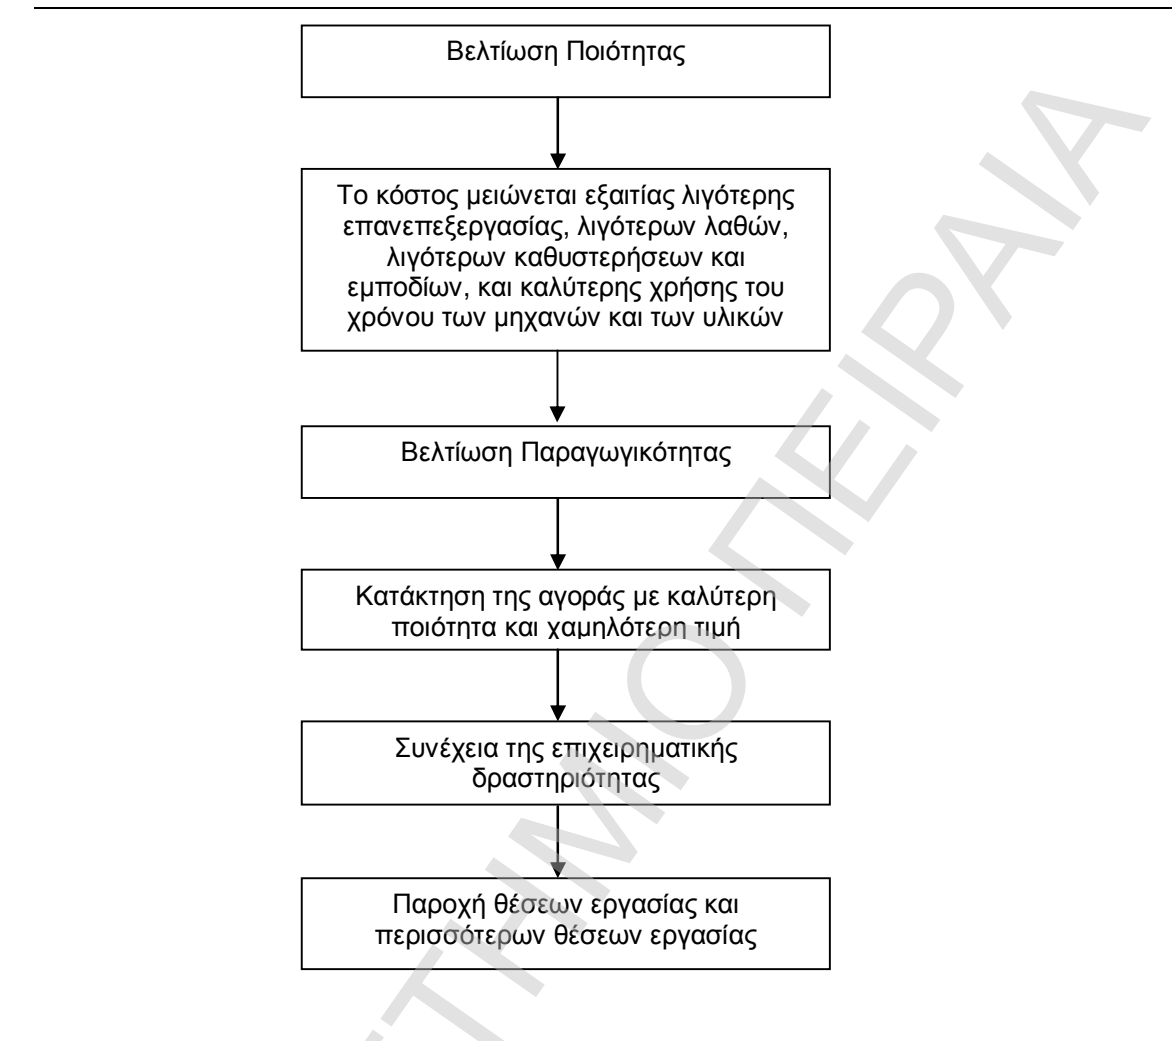 Βελτίωση Ποιότητας
Το κόστος μειώνεται εξαιτίας λιγότερης
επανεπεξεργασίας, λιγότερων λαθών,
λιγότερων καθυστερήσεων και
εμποδίων, και καλύτερης χρήσης του
χρόνου των μηχανών και των υλικών
Βελτίωση Παραγωγικότητας
Κατάκτηση της αγοράς με καλύτερη
ποιότητα και χαμηλότερη τιμή
Συνέχεια της επιχειρηματικής
δραστηριότητας
Παροχή θέσεων εργασίας και
περισσότερων θέσεων εργασίας
ΠΕΙΡΑΙΑ